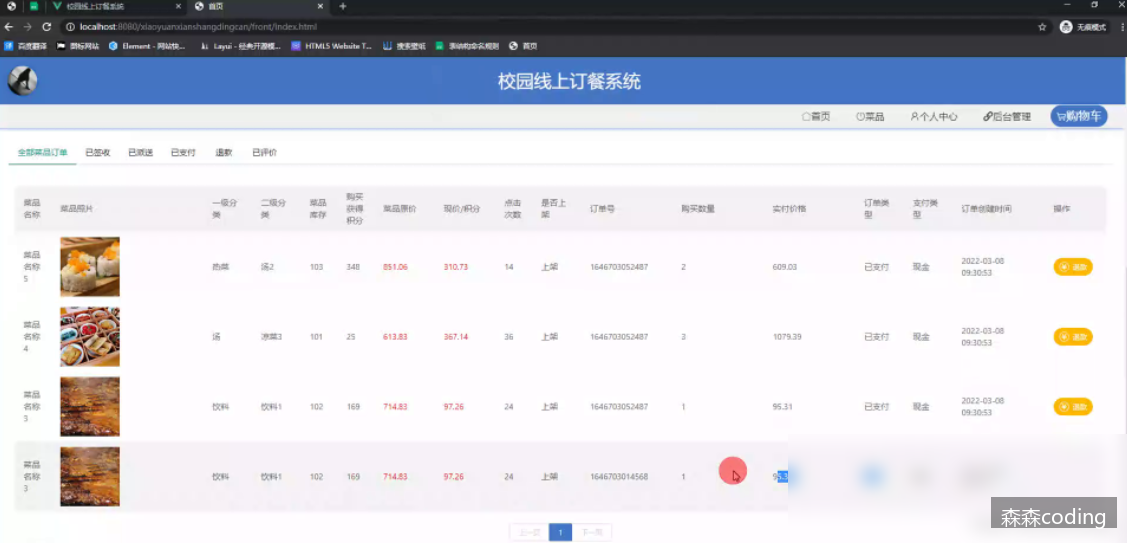 校园线上订餐系统
首页
localhost:8080/xiaoyuanxianshangdingcan/front/index.html
无痕模式
百度翻译 图标网站 Element - 网站快... Layui - 经典开源模... HTML5 Website T... 搜索壁纸 驱动构命名规则 首页
校园线上订餐系统
首页 菜品 个人中心 后台管理 购物车
全部菜品订单 已签收 已派送 已支付 退款 已评价
菜品名称 菜品照片 一级分类 二级分类 菜品库存 购买获得积分 菜品原价 现价/积分 点击次数 是否上架 订单号 购买数量 实付价格 订单类型 支付类型 订单创建时间 操作
菜品名称5 热菜 汤2 103 348 851.06 310.73 14 上架 1646703052487 2 609.03 已支付 现金 2022-03-08 09:30:53 退款
菜品名称4 汤 凉菜3 101 25 613.83 367.14 36 上架 1646703052487 3 1079.39 已支付 现金 2022-03-08 09:30:53 退款
菜品名称3 饮料 饮料1 102 169 714.83 97.26 24 上架 1646703052487 1 95.31 已支付 现金 2022-03-08 09:30:53 退款
菜品名称3 饮料 饮料1 102 169 714.83 97.26 24 上架 1646703014568 1
上一页 1 下一页
森森coding